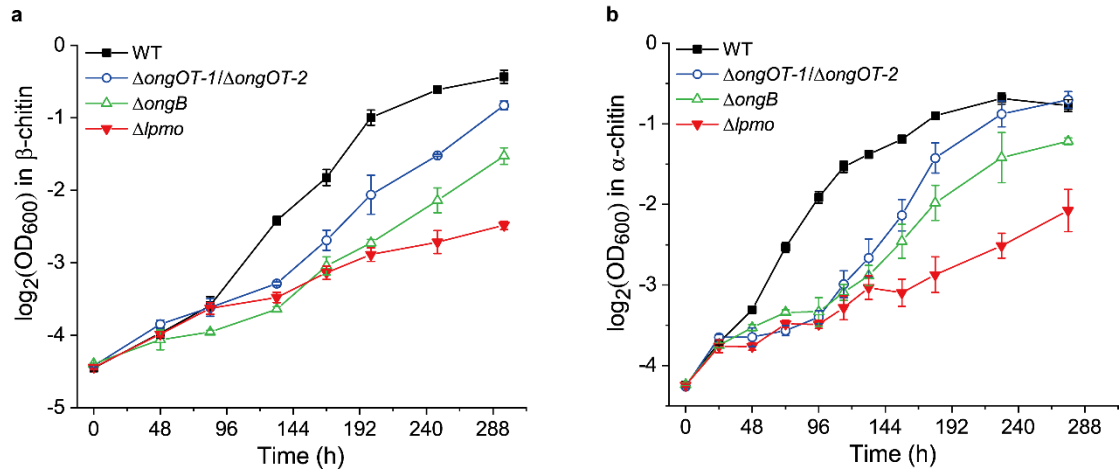 a
log₂(OD₆₀₀) in β-chitin
0
-1
-2
-3
-4
-5
WT
ΔongOT-1/ΔongOT-2
ΔongB
Δlpmo
0 48 96 144 192 240 288
Time (h)
b
log₂(OD₆₀₀) in α-chitin
0
-1
-2
-3
-4
WT
ΔongOT-1/ΔongOT-2
ΔongB
Δlpmo
0 48 96 144 192 240 288
Time (h)